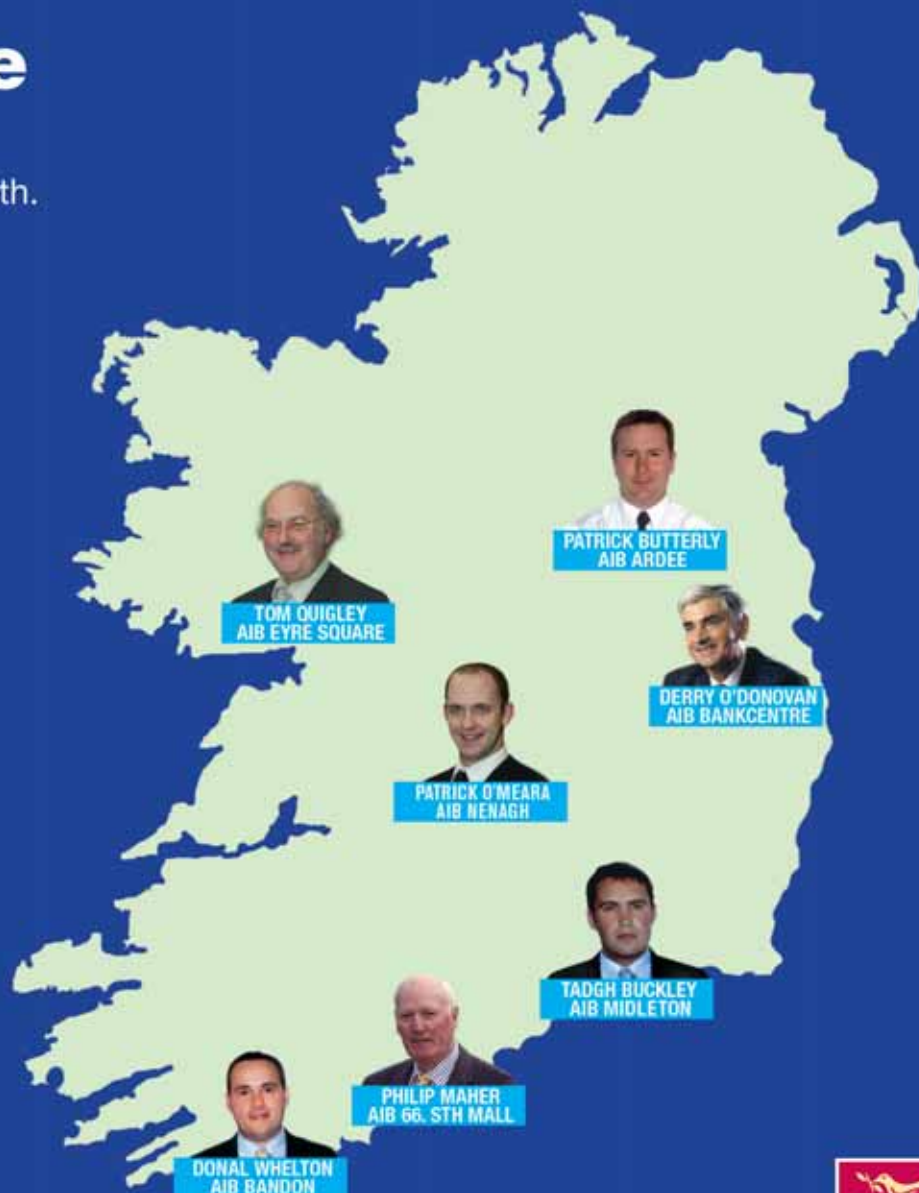 e
th.
PATRICK BUTTERLY
AIB ARDEE
TOM QUIGLEY
AIB EYRE SQUARE
DERRY O'DONOVAN
AIB BANKCENTRE
PATRICK O'MEARA
AIB NENAGH
TADGH BUCKLEY
AIB MIDLETON
PHILIP MAHER
AIB 66. STH MALL
DONAL WHELTON
AIB BANDON